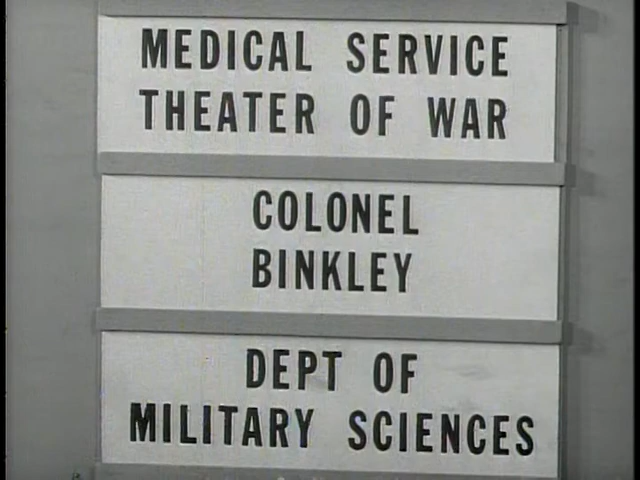 MEDICAL SERVICE
THEATER OF WAR
COLONEL
BINKLEY
DEPT OF
MILITARY SCIENCES